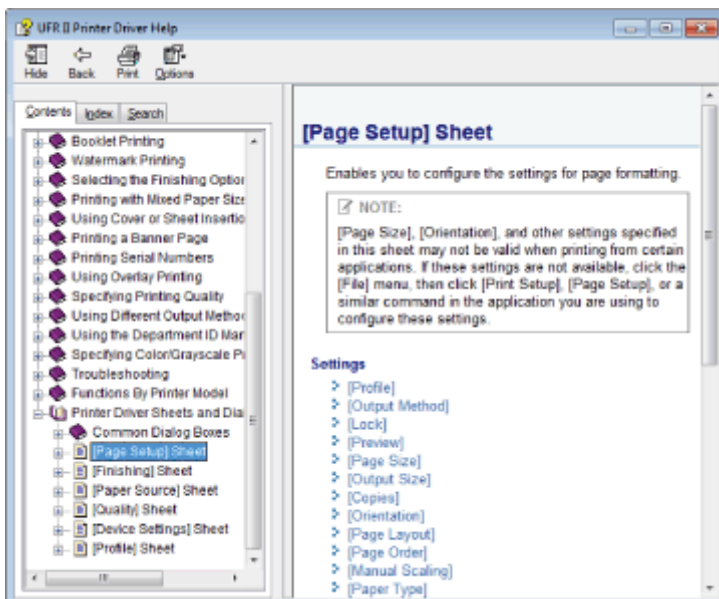 UFR II Printer Driver Help
Hide Back Print Options
Contents Index Search
Booklet Printing
Watermark Printing
Selecting the Finishing Option
Printing with Mixed Paper Size
Using Cover or Sheet Insertio
Printing a Banner Page
Printing Serial Numbers
Using Overlay Printing
Specifying Printing Quality
Using Different Output Method
Using the Department ID Man
Specifying Color/Grayscale Pr
Troubleshooting
Functions By Printer Model
Printer Driver Sheets and Dia
Common Dialog Boxes
[Page Setup] Sheet
[Finishing] Sheet
[Paper Source] Sheet
[Quality] Sheet
[Device Settings] Sheet
[Profile] Sheet
[Page Setup] Sheet
Enables you to configure the settings for page formatting.
NOTE:
[Page Size], [Orientation], and other settings specified
in this sheet may not be valid when printing from certain
applications. If these settings are not available, click the
[File] menu, then click [Print Setup], [Page Setup], or a
similar command in the application you are using to
configure these settings.
Settings
[Profile]
[Output Method]
[Lock]
[Preview]
[Page Size]
[Output Size]
[Copies]
[Orientation]
[Page Layout]
[Page Order]
[Manual Scaling]
[Paper Type]